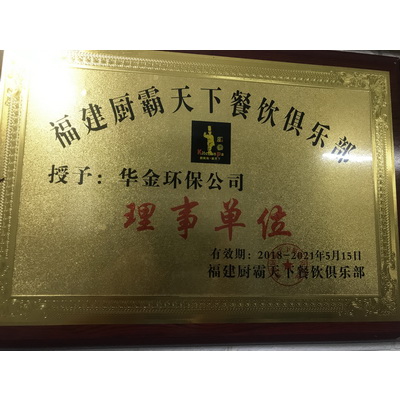 福建厨霸天下餐饮俱乐部
授予：华金环保公司
理事单位
有效期：2018-2021年5月15日
福建厨霸天下餐饮俱乐部